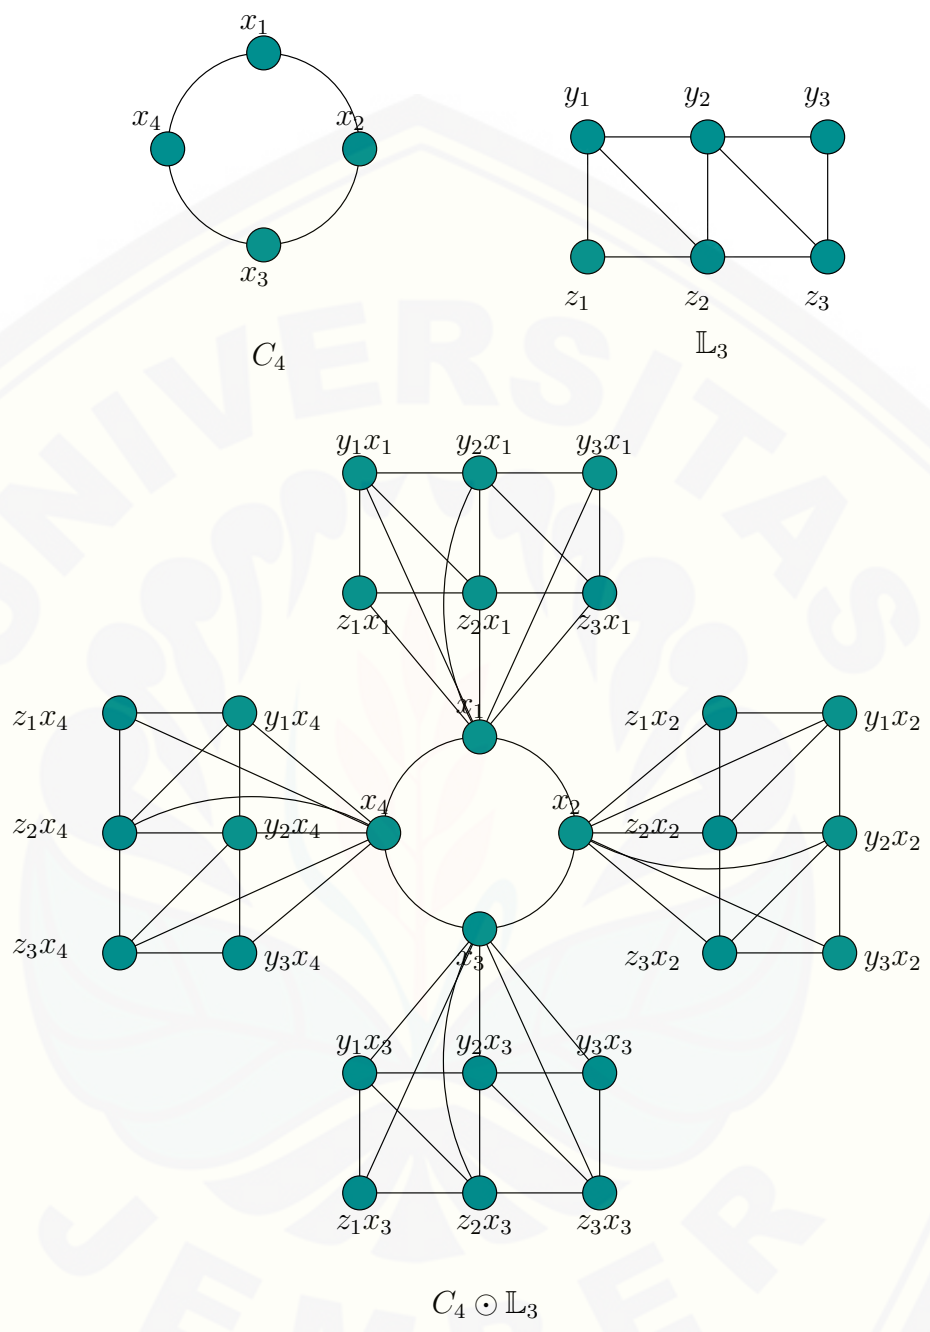 x₁
x₄ x₂
x₃
C₄
y₁ y₂ y₃
z₁ z₂ z₃
𝕃₃
UNIVERSITAS
y₁x₁ y₂x₁ y₃x₁
z₁x₁ z₂x₁ z₃x₁
x₁
z₁x₄ y₁x₄
z₂x₄ y₂x₄
z₃x₄ y₃x₄
x₄ x₂
z₁x₂ y₁x₂
z₂x₂ y₂x₂
z₃x₂ y₃x₂
x₃
y₁x₃ y₂x₃ y₃x₃
z₁x₃ z₂x₃ z₃x₃
JEMBER
C₄ ⊙ 𝕃₃